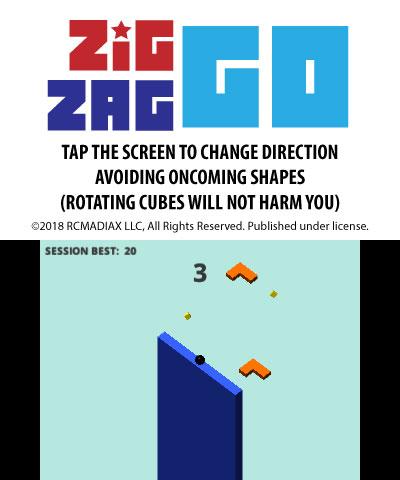 ZIG
ZAG GO
TAP THE SCREEN TO CHANGE DIRECTION
AVOIDING ONCOMING SHAPES
(ROTATING CUBES WILL NOT HARM YOU)
©2018 RCMADIAX LLC, All Rights Reserved. Published under license.
SESSION BEST: 20
3